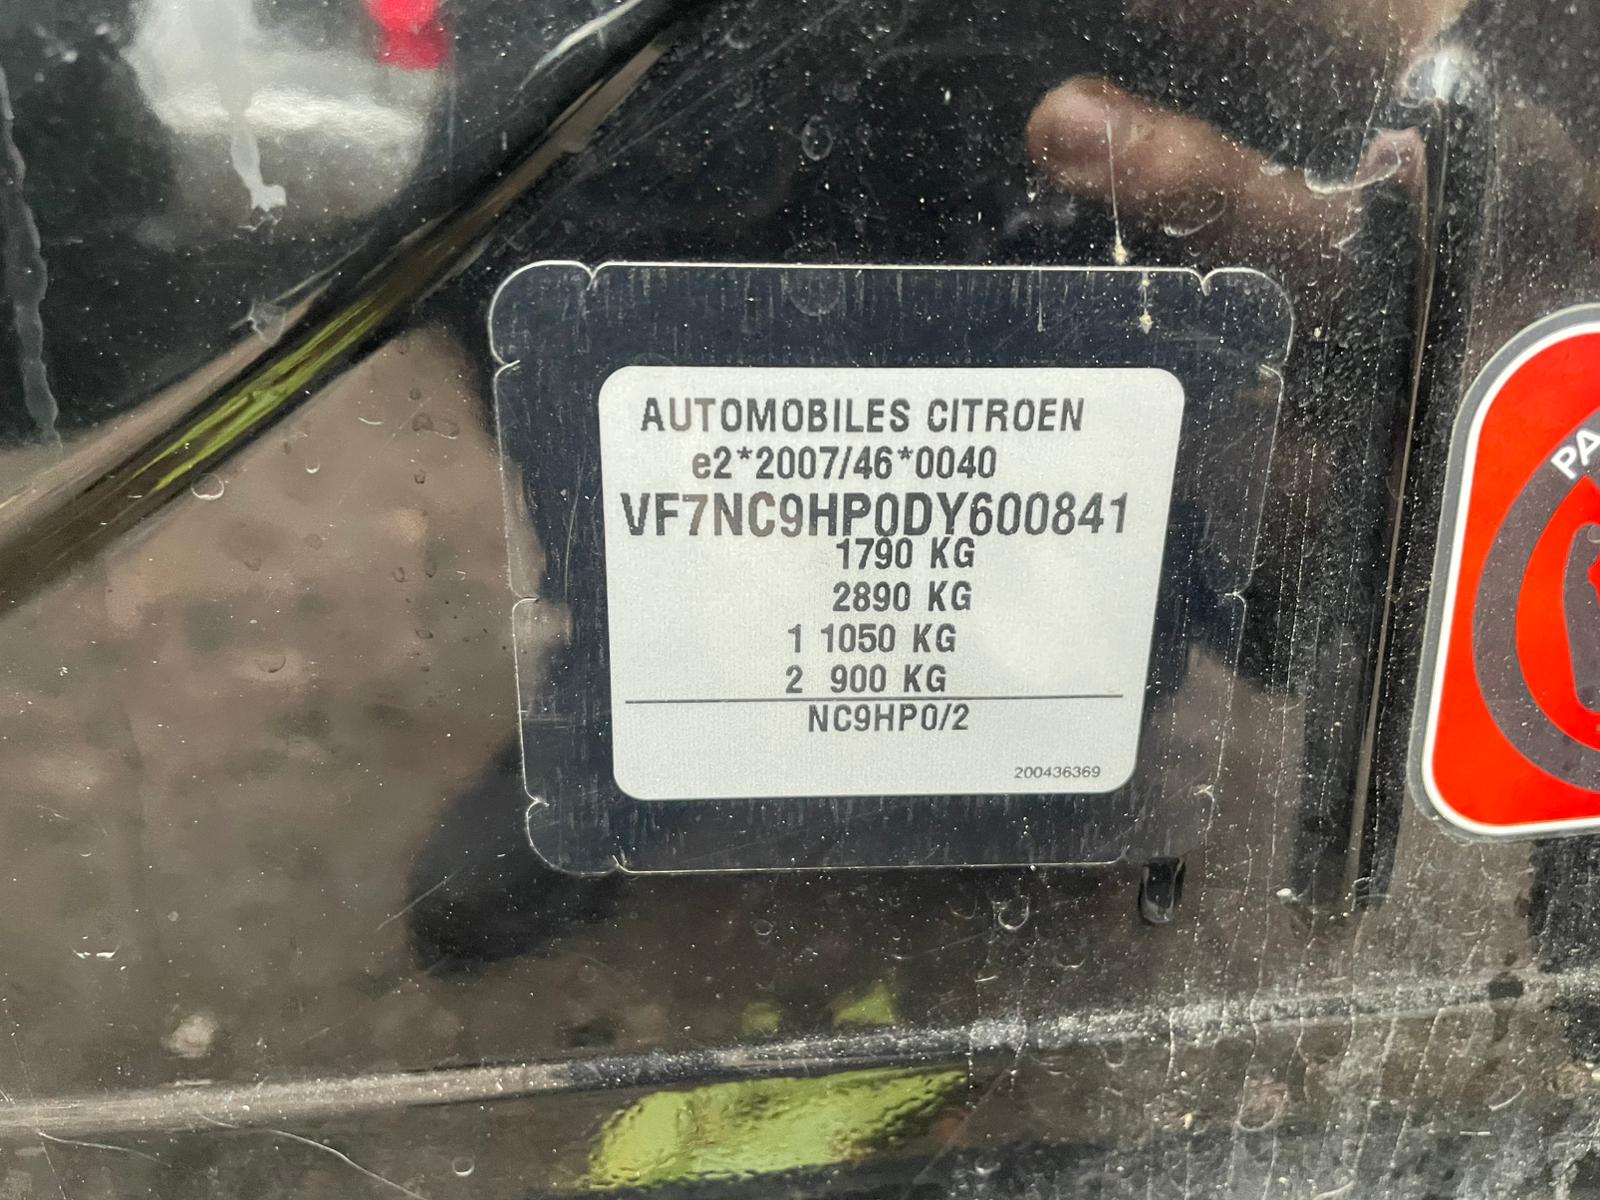 AUTOMOBILES CITROEN
e2*2007/46*0040
VF7NC9HP0DY600841
1790 KG
2890 KG
1 1050 KG
2 900 KG
NC9HP0/2
200436369
PA